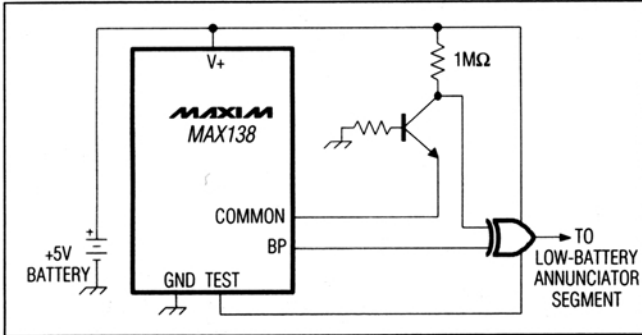 V+
1MΩ
MAXIM
MAX138
COMMON
BP
+
+5V
BATTERY
GND TEST
TO
LOW-BATTERY
ANNUNCIATOR
SEGMENT